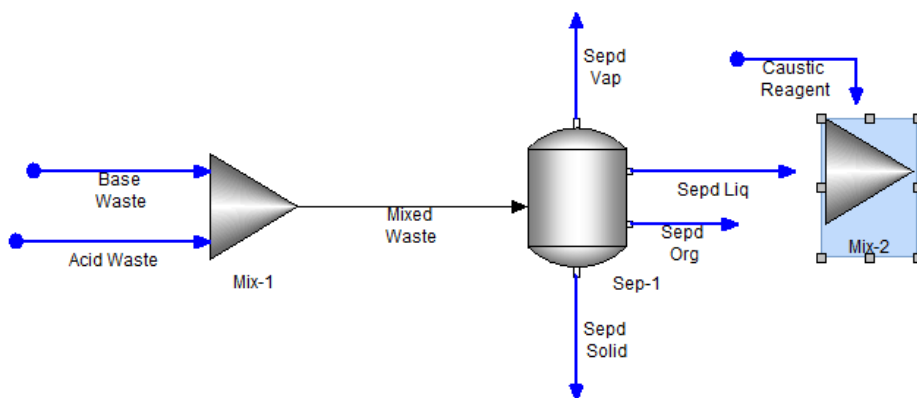 Sepd
Vap
Caustic
Reagent
Base
Waste
Sepd Liq
Mixed
Waste
Sepd
Org
Acid Waste
Mix-2
Mix-1
Sep-1
Sepd
Solid